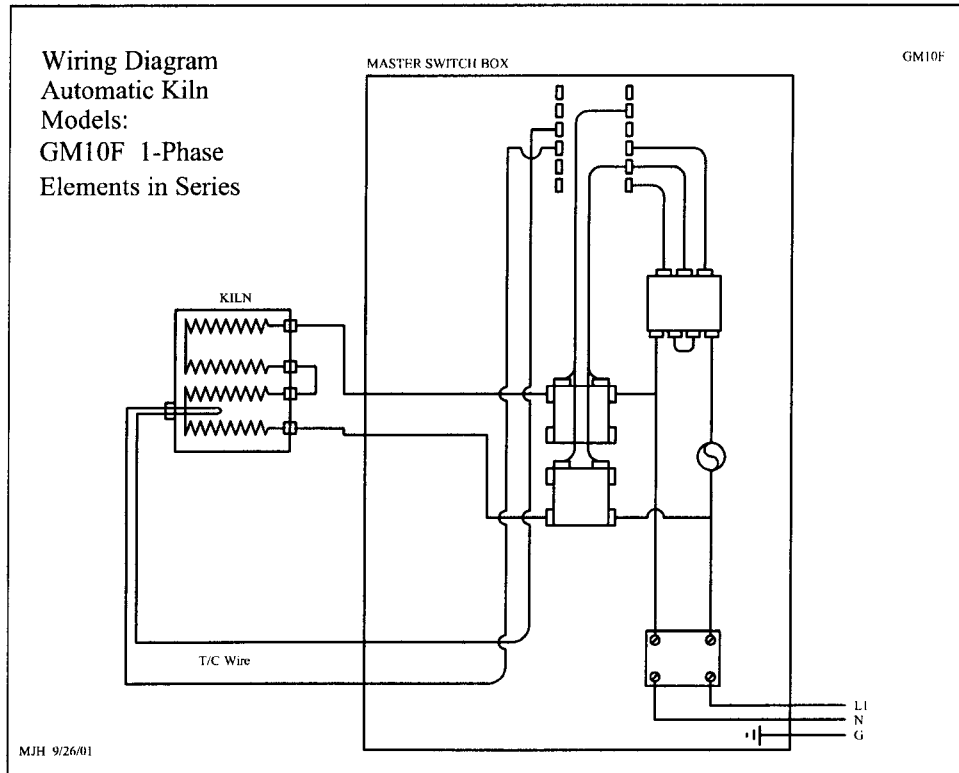 Wiring Diagram
Automatic Kiln
Models:
GM10F 1-Phase
Elements in Series
MASTER SWITCH BOX
GM10F
KILN
T/C Wire
L1
N
G
MJH 9/26/01